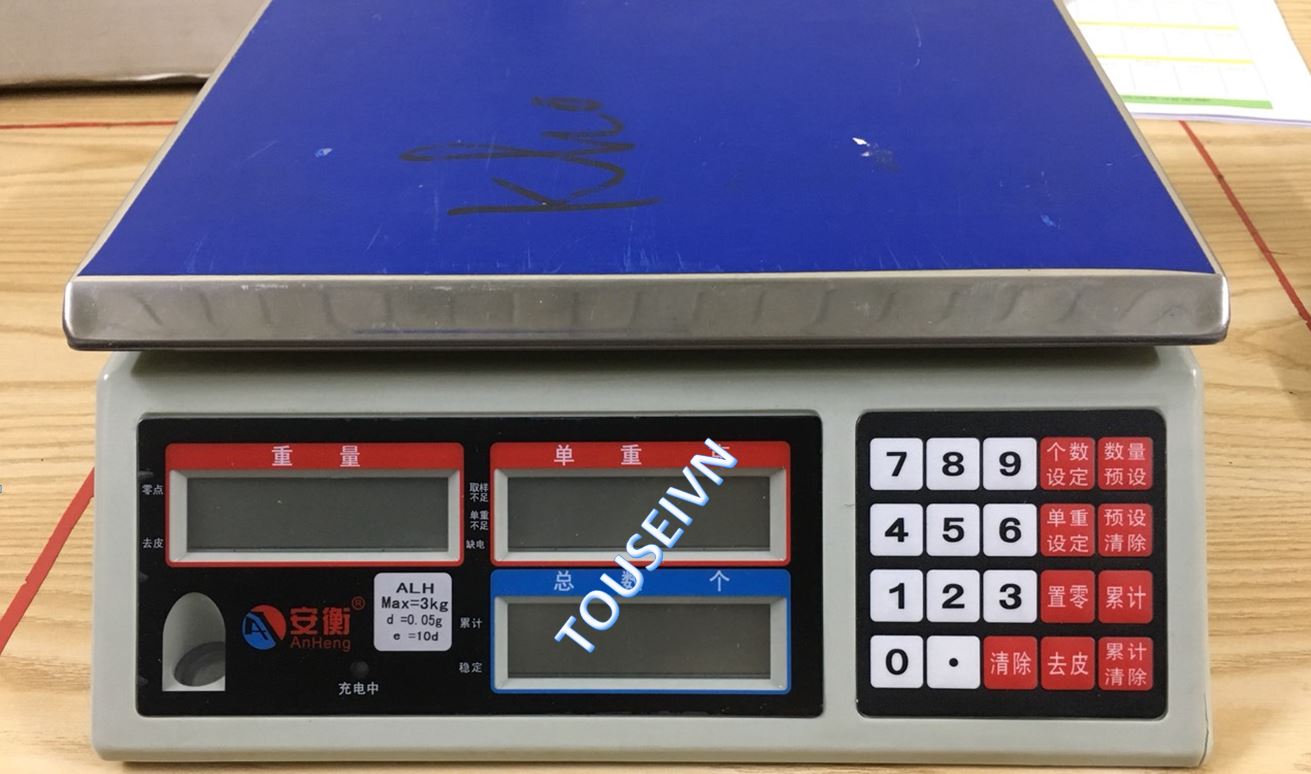 Kho
重 量
零点
去皮
取样
不足
单重
不足
缺电
单 重
总 数 个
累计
稳定
ALH
Max=3kg
d =0.05g
e =10d
安衡®
AnHeng
充电中
TOUSEIVN
7 8 9 个数设定 数量预设
4 5 6 单重设定 预设清除
1 2 3 置零 累计
0 · 清除 去皮 累计清除